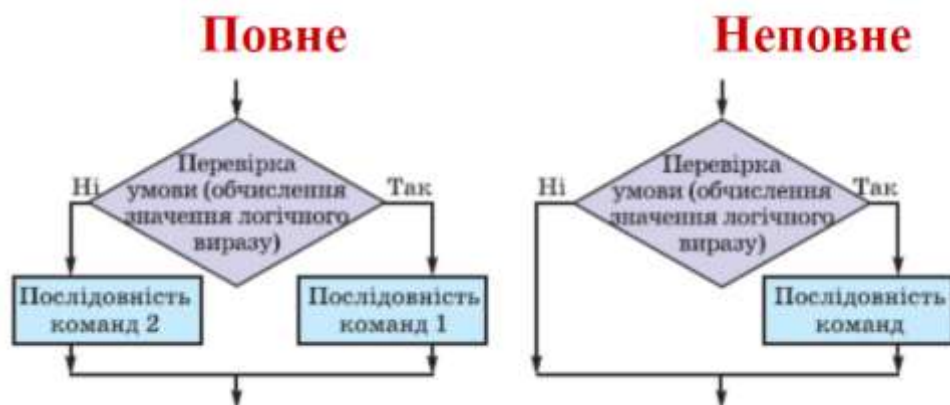 Повне
Ні
Перевірка
умови (обчислення
значення логічного
виразу)
Так
Послідовність
команд 2
Послідовність
команд 1
Неповне
Ні
Перевірка
умови (обчислення
значення логічного
виразу)
Так
Послідовність
команд